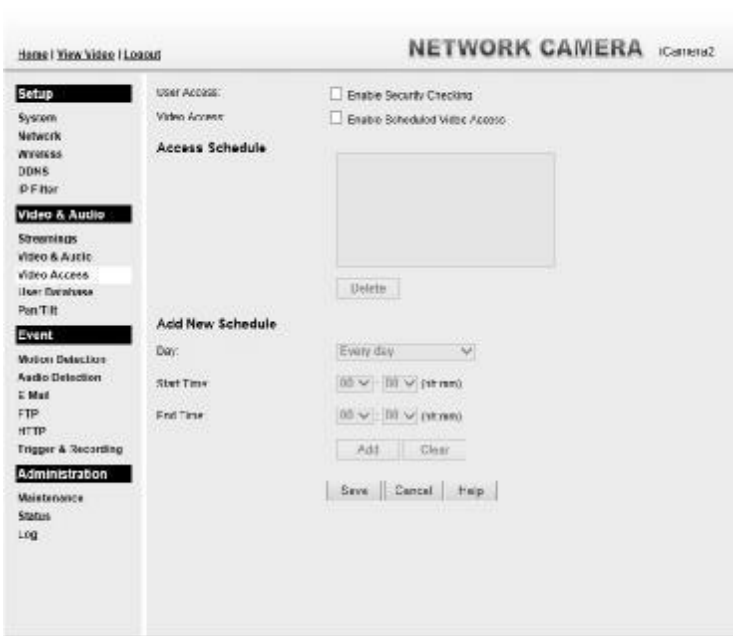 Home | View Video | Logout
NETWORK CAMERA iCamera2
Setup
System
Network
Wireless
DDNS
IP Filter
Video & Audio
Streamings
Video & Audio
Video Access
User Database
Pan/Tilt
Event
Motion Detection
Audio Detection
E Mail
FTP
HTTP
Trigger & Recording
Administration
Maintenance
Status
Log
User Access: Enable Security Checking
Video Access: Enable Scheduled Video Access
Access Schedule
Delete
Add New Schedule
Day: Every day
Start Time: 00 : 00 (hh:mm)
End Time: 00 : 00 (hh:mm)
Add Clear
Save Cancel Help